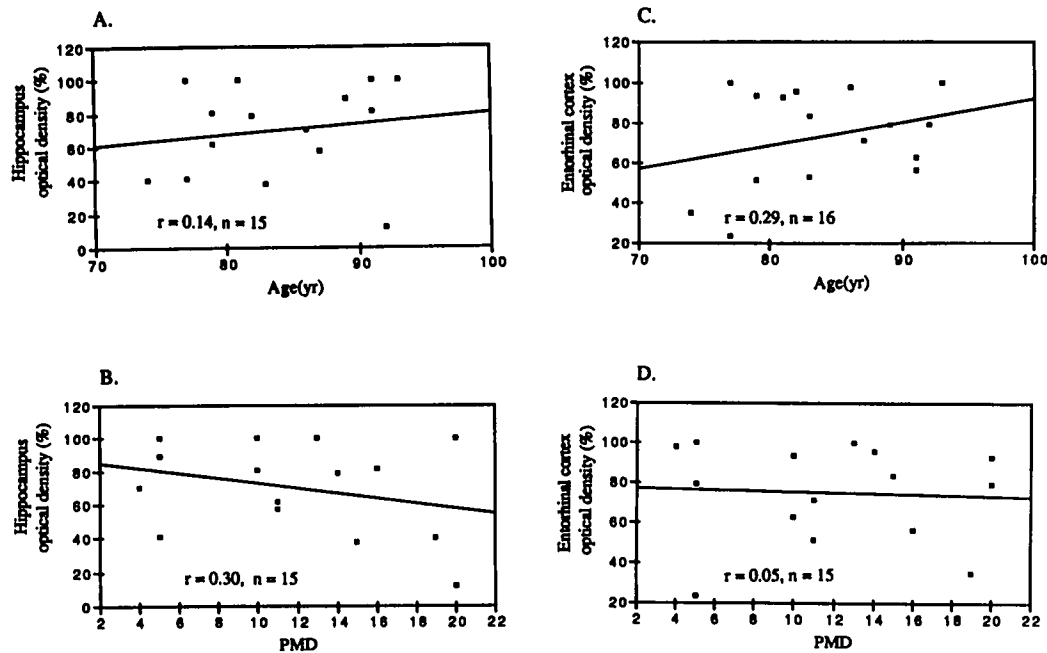 A.
Hippocampus
optical density (%)
120
100
80
60
40
20
0
r = 0.14, n = 15
70
80
90
100
Age(yr)
C.
Entorhinal cortex
optical density (%)
120
100
80
60
40
20
r = 0.29, n = 16
70
80
90
100
Age(yr)
B.
Hippocampus
optical density (%)
120
100
80
60
40
20
0
r = 0.30, n = 15
2
4
6
8
10
12
14
16
18
20
22
PMD
D.
Entorhinal cortex
optical density (%)
120
100
80
60
40
20
r = 0.05, n = 15
2
4
6
8
10
12
14
16
18
20
22
PMD